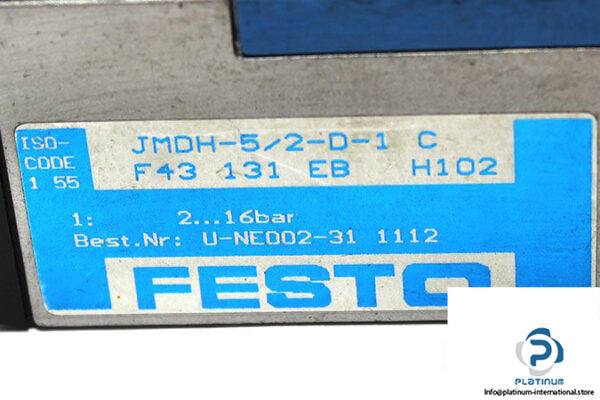 ISO-
CODE
1 55
JMDH-5/2-D-1 C
F43 131 EB H102
1: 2...16bar
Best.Nr: U-NE002-31 1112
FESTO
PLATINUM
Info@platinum-international.store